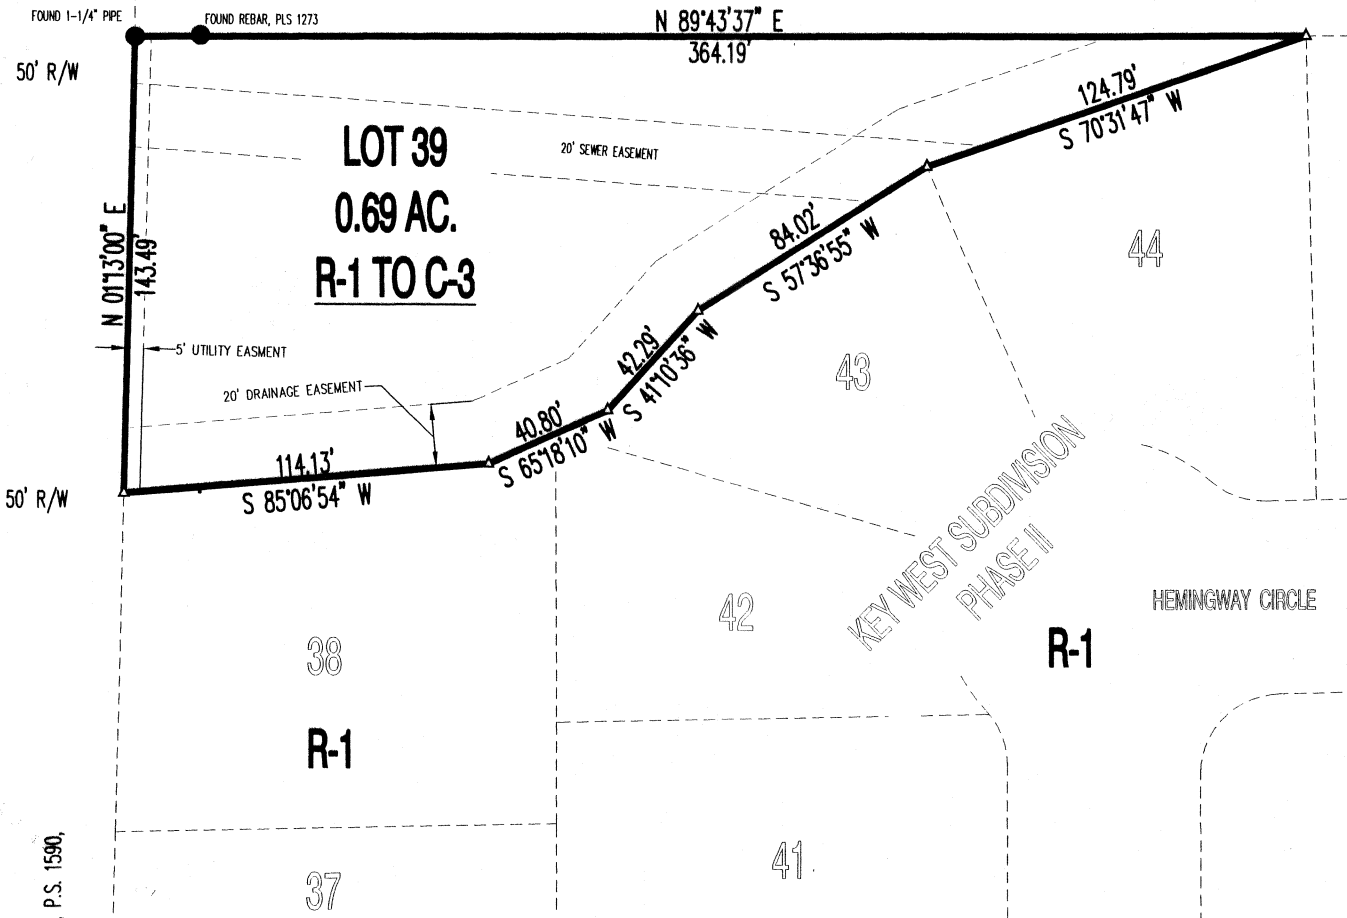 FOUND 1-1/4" PIPE
FOUND REBAR, PLS 1273
N 89°43'37" E
364.19'
50' R/W
124.79'
S 70°31'47" W
LOT 39
0.69 AC.
R-1 TO C-3
20' SEWER EASEMENT
84.02'
S 57°36'55" W
44
N 01°13'00" E
143.49'
5' UTILITY EASMENT
42.29'
S 41°10'36" W
43
20' DRAINAGE EASEMENT
40.80'
S 65°18'10" W
114.13'
S 85°06'54" W
50' R/W
KEY WEST SUBDIVISION
PHASE II
HEMINGWAY CIRCLE
42
R-1
38
R-1
41
37
P.S. 1590,